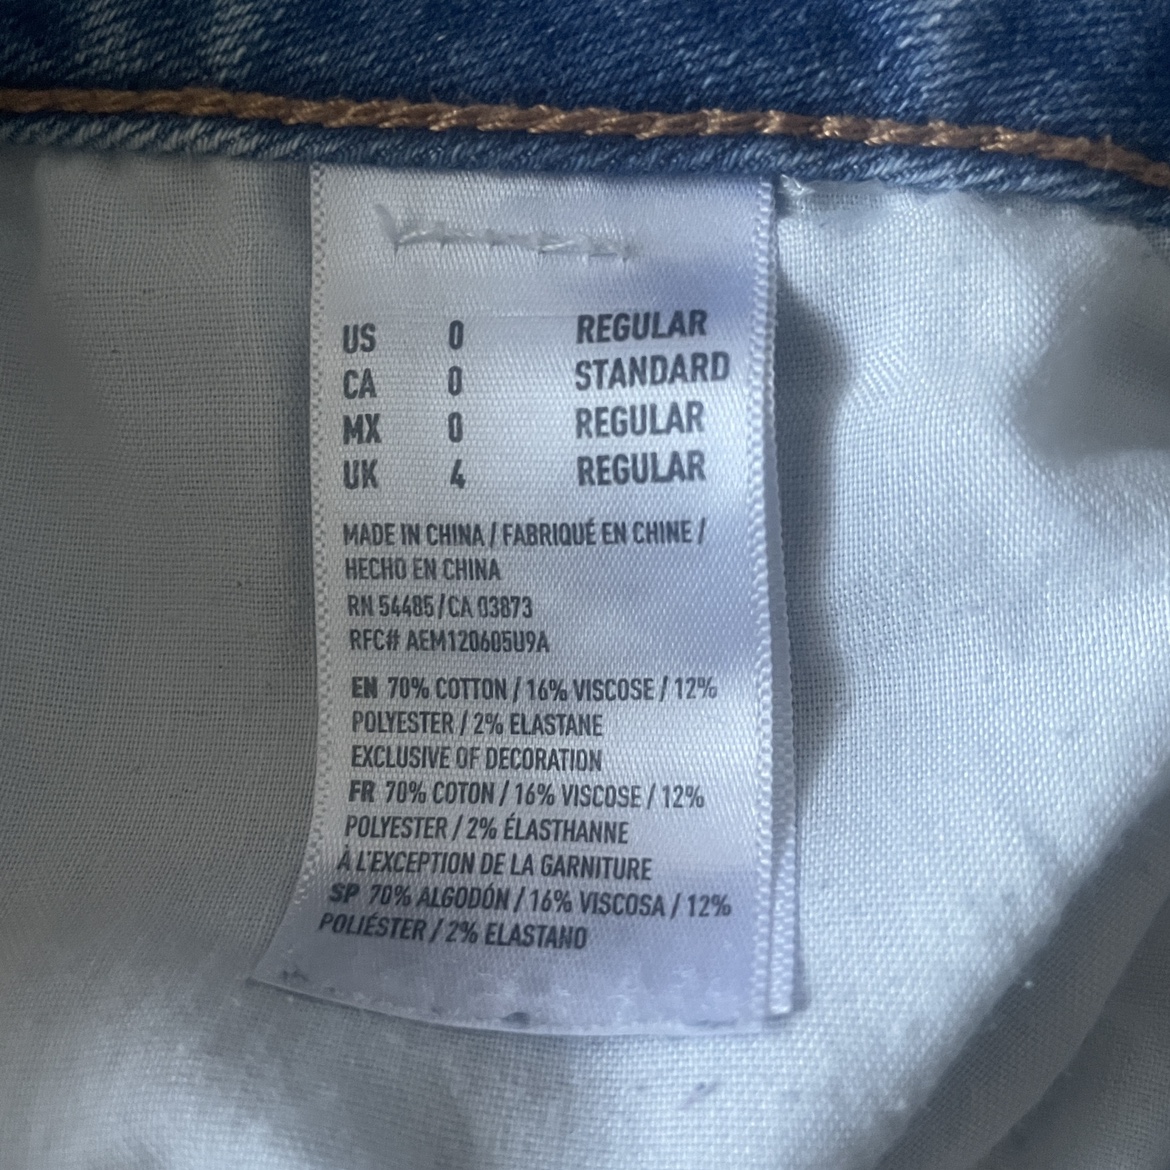 US 0 REGULAR
CA 0 STANDARD
MX 0 REGULAR
UK 4 REGULAR
MADE IN CHINA / FABRIQUÉ EN CHINE /
HECHO EN CHINA
RN 54485/CA 03873
RFC# AEM120605U9A
EN 70% COTTON / 16% VISCOSE / 12%
POLYESTER / 2% ELASTANE
EXCLUSIVE OF DECORATION
FR 70% COTON / 16% VISCOSE / 12%
POLYESTER / 2% ÉLASTHANNE
À L'EXCEPTION DE LA GARNITURE
SP 70% ALGODÓN / 16% VISCOSA / 12%
POLIÉSTER / 2% ELASTANO